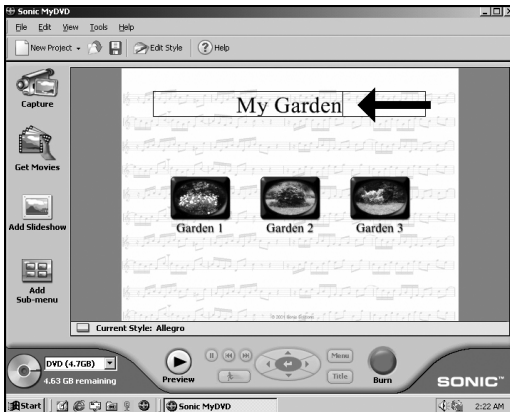 Sonic MyDVD
File Edit View Tools Help
New Project Edit Style Help
Capture
My Garden
Get Movies
Add Slideshow
Garden 1 Garden 2 Garden 3
Add
Sub-menu
Current Style: Allegro
DVD (4.7GB)
4.63 GB remaining
Preview
Menu
Title
Burn
SONIC™
Start Sonic MyDVD 2:22 AM